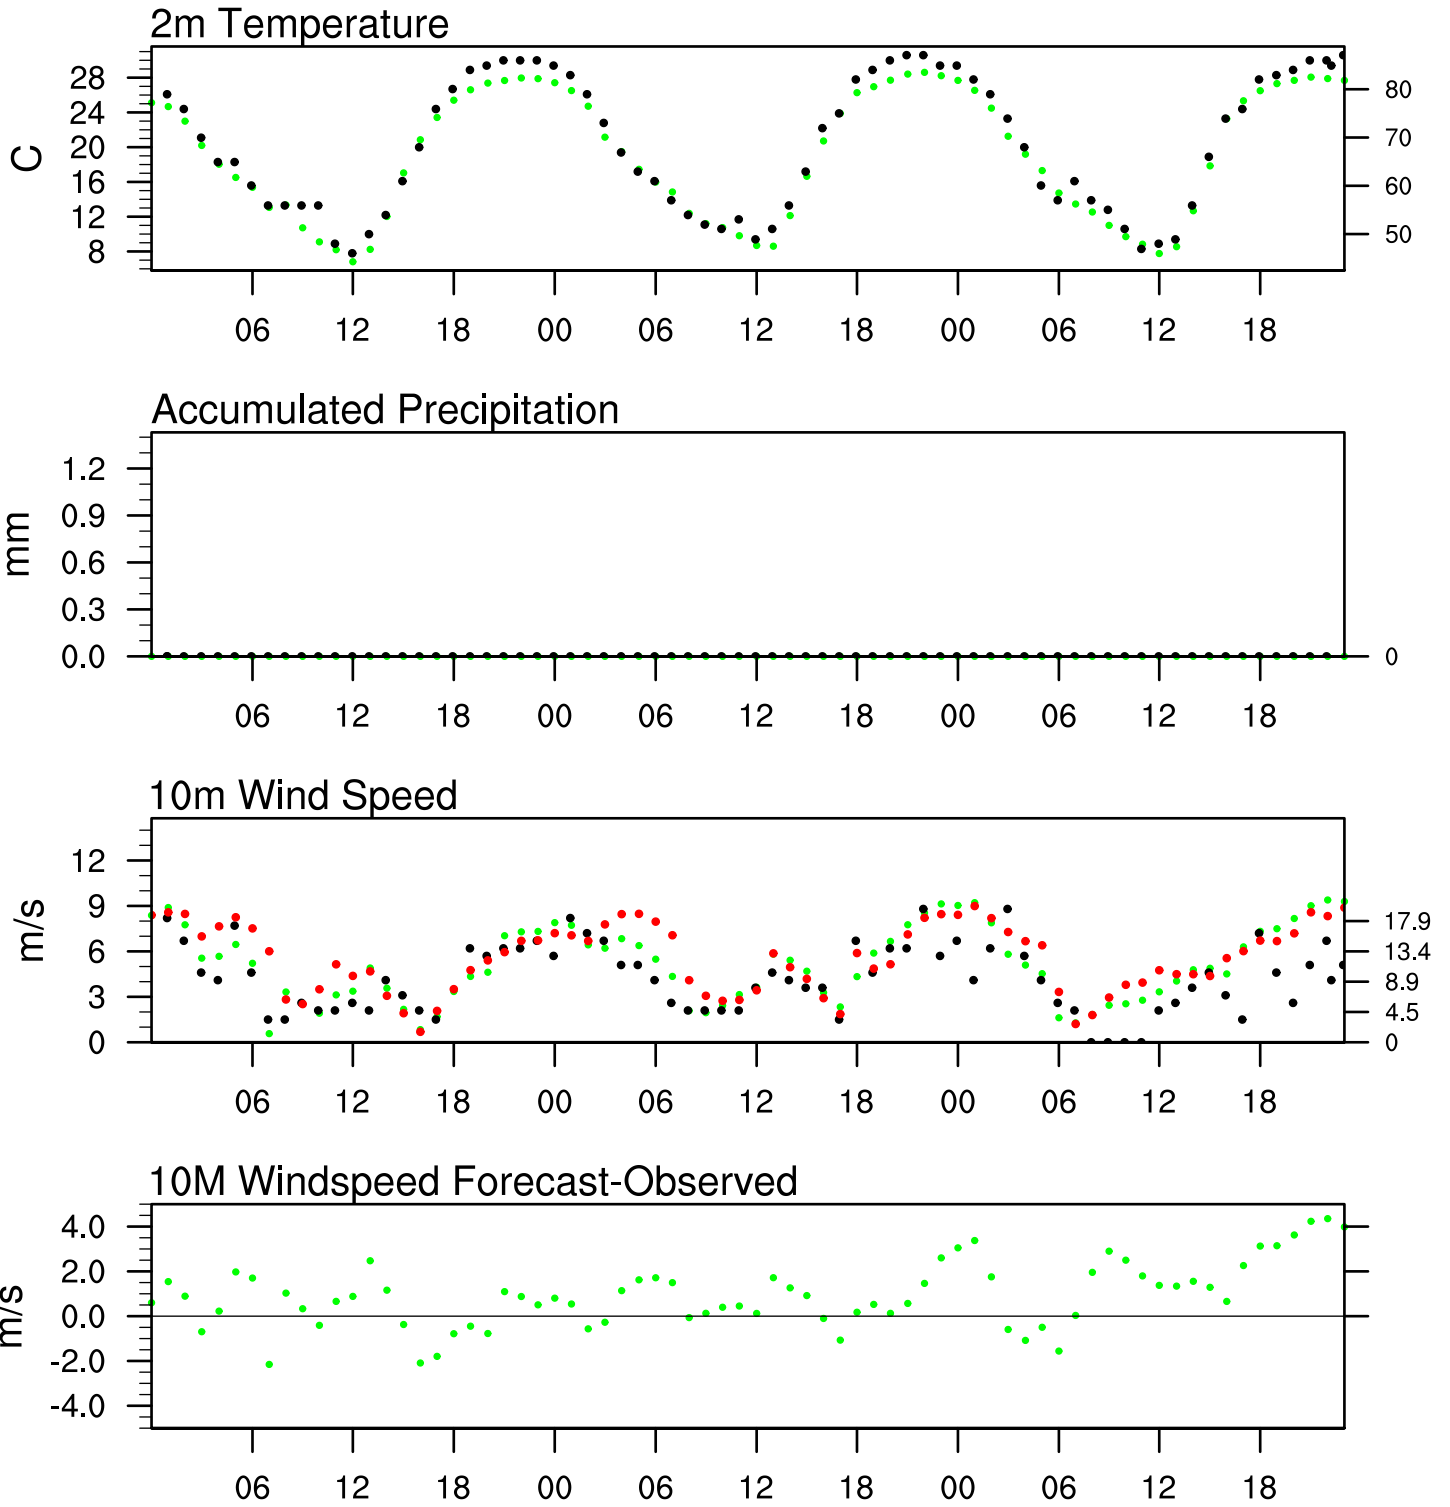 2m Temperature
C
28
24
20
16
12
8
80
70
60
50
06 12 18 00 06 12 18 00 06 12 18
Accumulated Precipitation
mm
1.2
0.9
0.6
0.3
0.0
0
06 12 18 00 06 12 18 00 06 12 18
10m Wind Speed
m/s
12
9
6
3
0
17.9
13.4
8.9
4.5
0
06 12 18 00 06 12 18 00 06 12 18
10M Windspeed Forecast-Observed
m/s
4.0
2.0
0.0
-2.0
-4.0
06 12 18 00 06 12 18 00 06 12 18